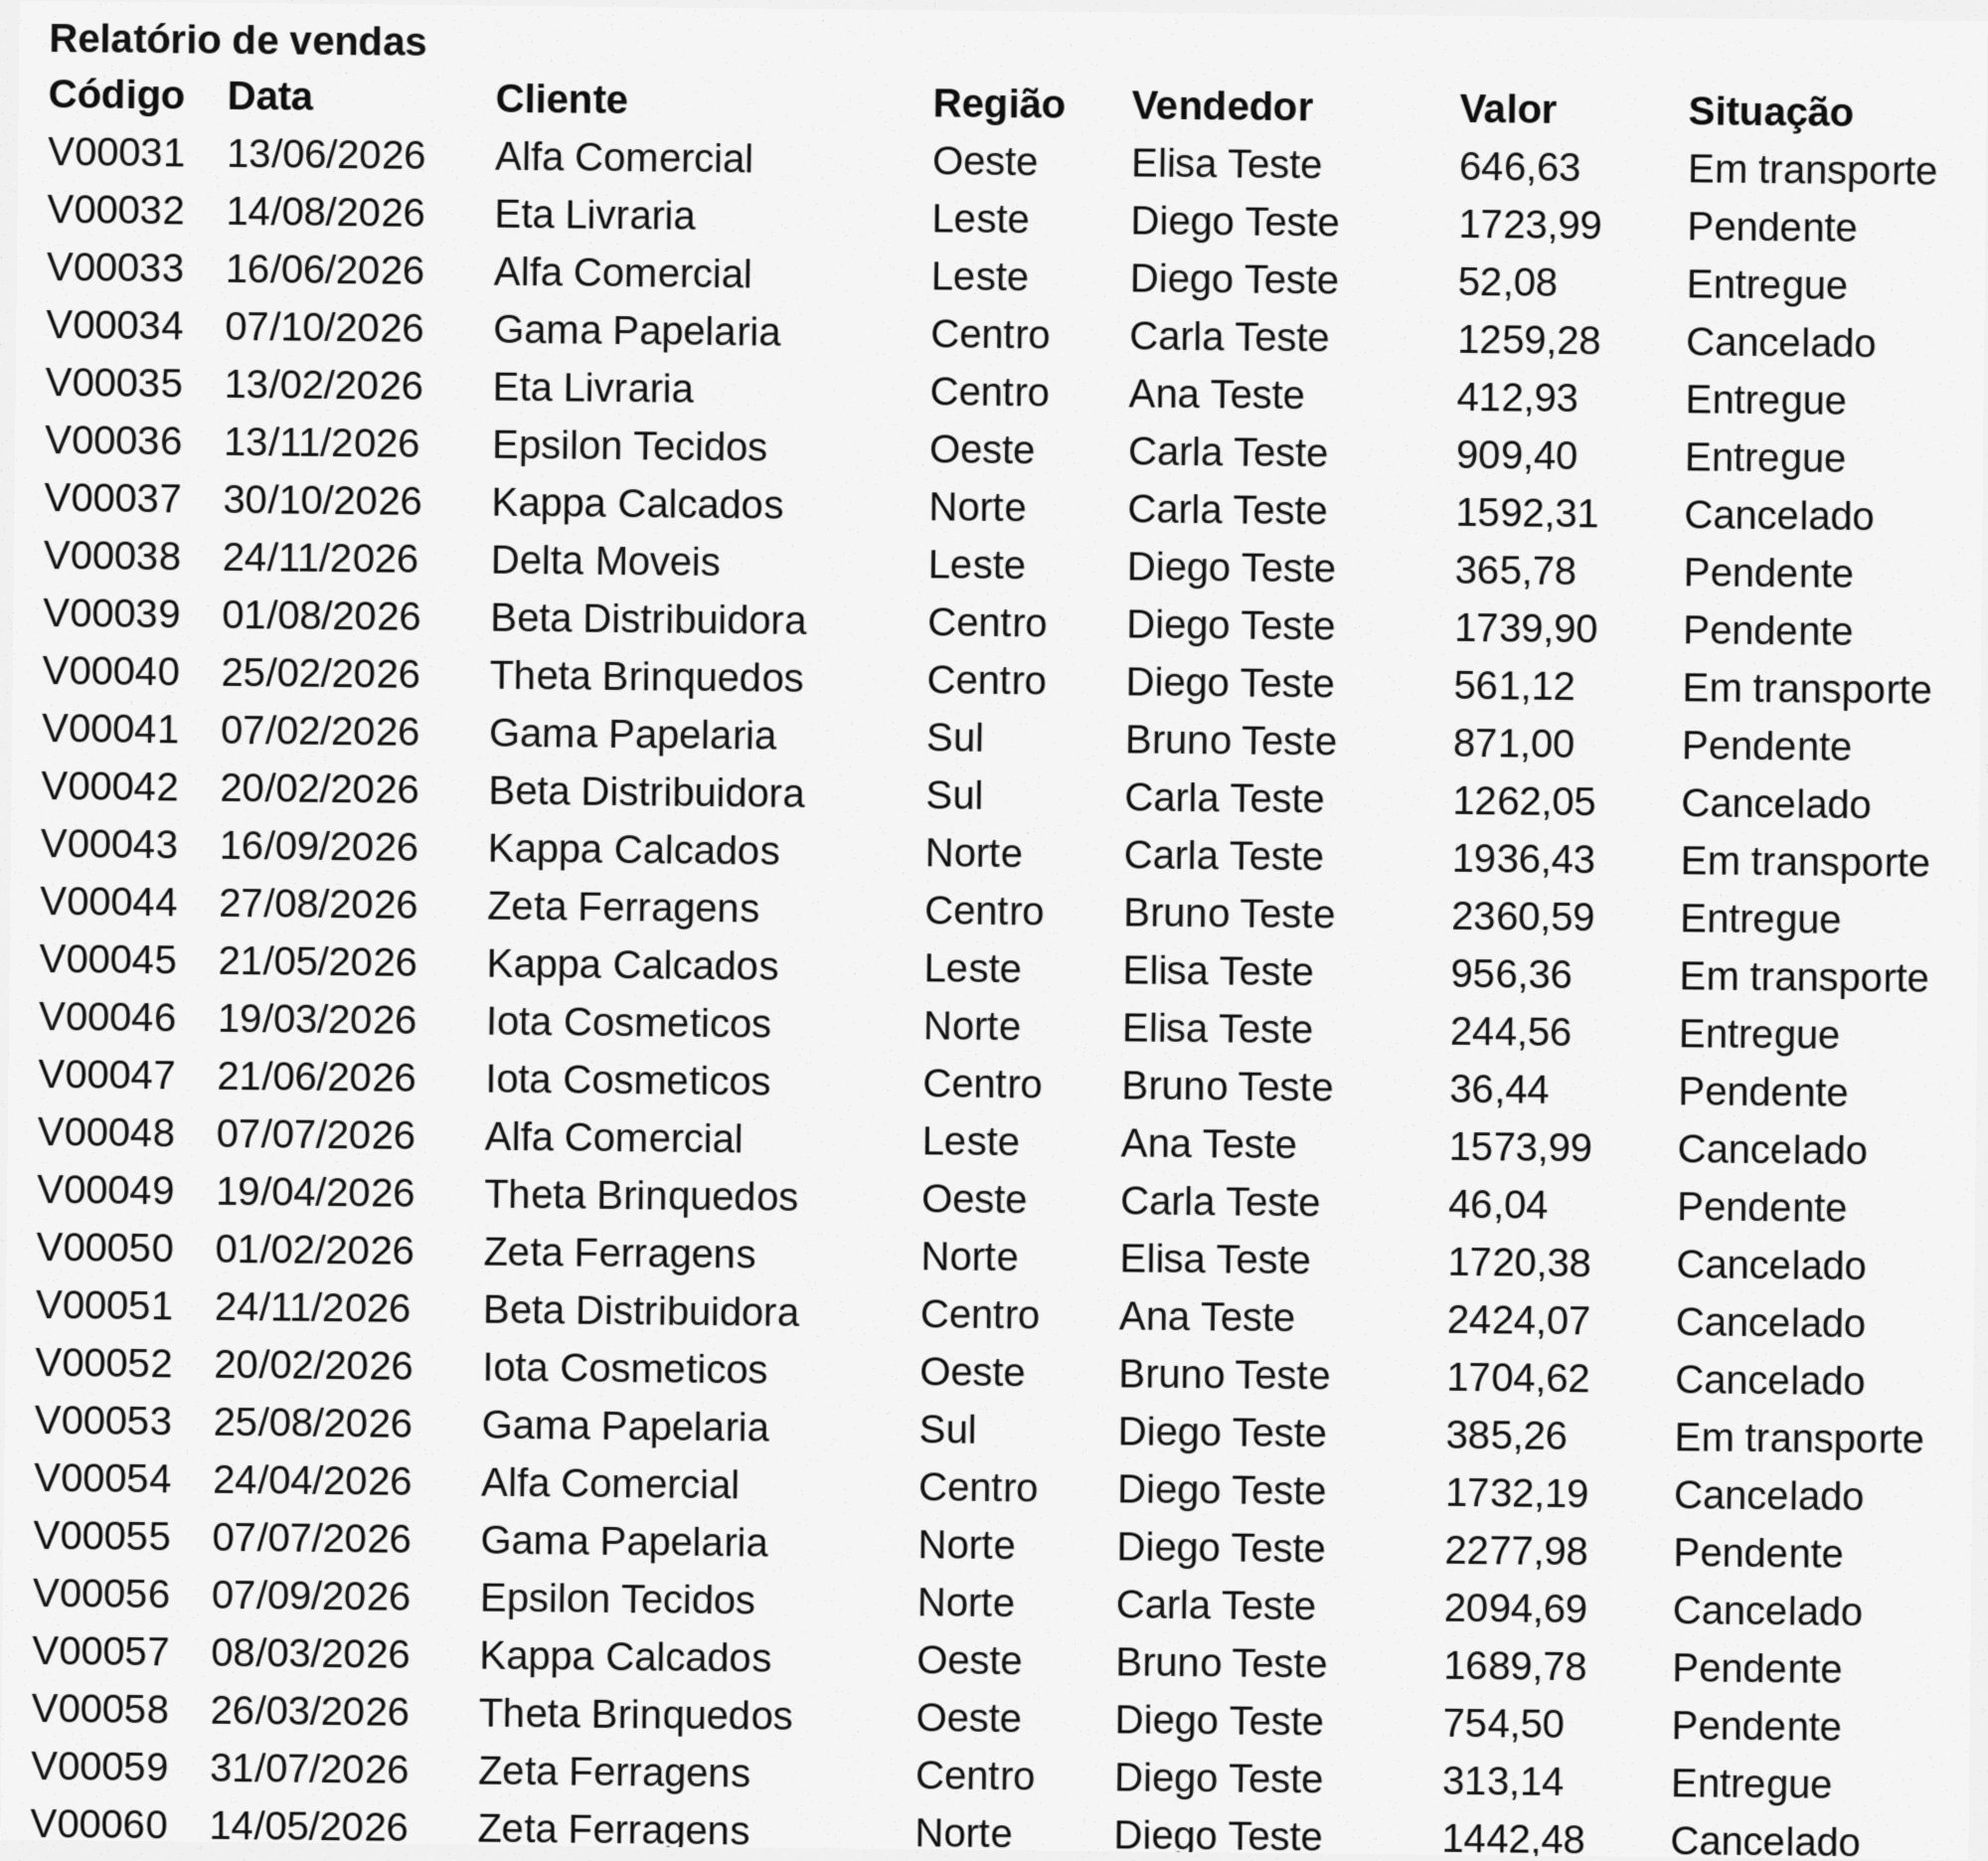 Relatório de vendas
Código Data Cliente Região Vendedor Valor Situação
V00031 13/06/2026 Alfa Comercial Oeste Elisa Teste 646,63 Em transporte
V00032 14/08/2026 Eta Livraria Leste Diego Teste 1723,99 Pendente
V00033 16/06/2026 Alfa Comercial Leste Diego Teste 52,08 Entregue
V00034 07/10/2026 Gama Papelaria Centro Carla Teste 1259,28 Cancelado
V00035 13/02/2026 Eta Livraria Centro Ana Teste 412,93 Entregue
V00036 13/11/2026 Epsilon Tecidos Oeste Carla Teste 909,40 Entregue
V00037 30/10/2026 Kappa Calcados Norte Carla Teste 1592,31 Cancelado
V00038 24/11/2026 Delta Moveis Leste Diego Teste 365,78 Pendente
V00039 01/08/2026 Beta Distribuidora Centro Diego Teste 1739,90 Pendente
V00040 25/02/2026 Theta Brinquedos Centro Diego Teste 561,12 Em transporte
V00041 07/02/2026 Gama Papelaria Sul Bruno Teste 871,00 Pendente
V00042 20/02/2026 Beta Distribuidora Sul Carla Teste 1262,05 Cancelado
V00043 16/09/2026 Kappa Calcados Norte Carla Teste 1936,43 Em transporte
V00044 27/08/2026 Zeta Ferragens Centro Bruno Teste 2360,59 Entregue
V00045 21/05/2026 Kappa Calcados Leste Elisa Teste 956,36 Em transporte
V00046 19/03/2026 Iota Cosmeticos Norte Elisa Teste 244,56 Entregue
V00047 21/06/2026 Iota Cosmeticos Centro Bruno Teste 36,44 Pendente
V00048 07/07/2026 Alfa Comercial Leste Ana Teste 1573,99 Cancelado
V00049 19/04/2026 Theta Brinquedos Oeste Carla Teste 46,04 Pendente
V00050 01/02/2026 Zeta Ferragens Norte Elisa Teste 1720,38 Cancelado
V00051 24/11/2026 Beta Distribuidora Centro Ana Teste 2424,07 Cancelado
V00052 20/02/2026 Iota Cosmeticos Oeste Bruno Teste 1704,62 Cancelado
V00053 25/08/2026 Gama Papelaria Sul Diego Teste 385,26 Em transporte
V00054 24/04/2026 Alfa Comercial Centro Diego Teste 1732,19 Cancelado
V00055 07/07/2026 Gama Papelaria Norte Diego Teste 2277,98 Pendente
V00056 07/09/2026 Epsilon Tecidos Norte Carla Teste 2094,69 Cancelado
V00057 08/03/2026 Kappa Calcados Oeste Bruno Teste 1689,78 Pendente
V00058 26/03/2026 Theta Brinquedos Oeste Diego Teste 754,50 Pendente
V00059 31/07/2026 Zeta Ferragens Centro Diego Teste 313,14 Entregue
V00060 14/05/2026 Zeta Ferragens Norte Diego Teste 1442,48 Cancelado